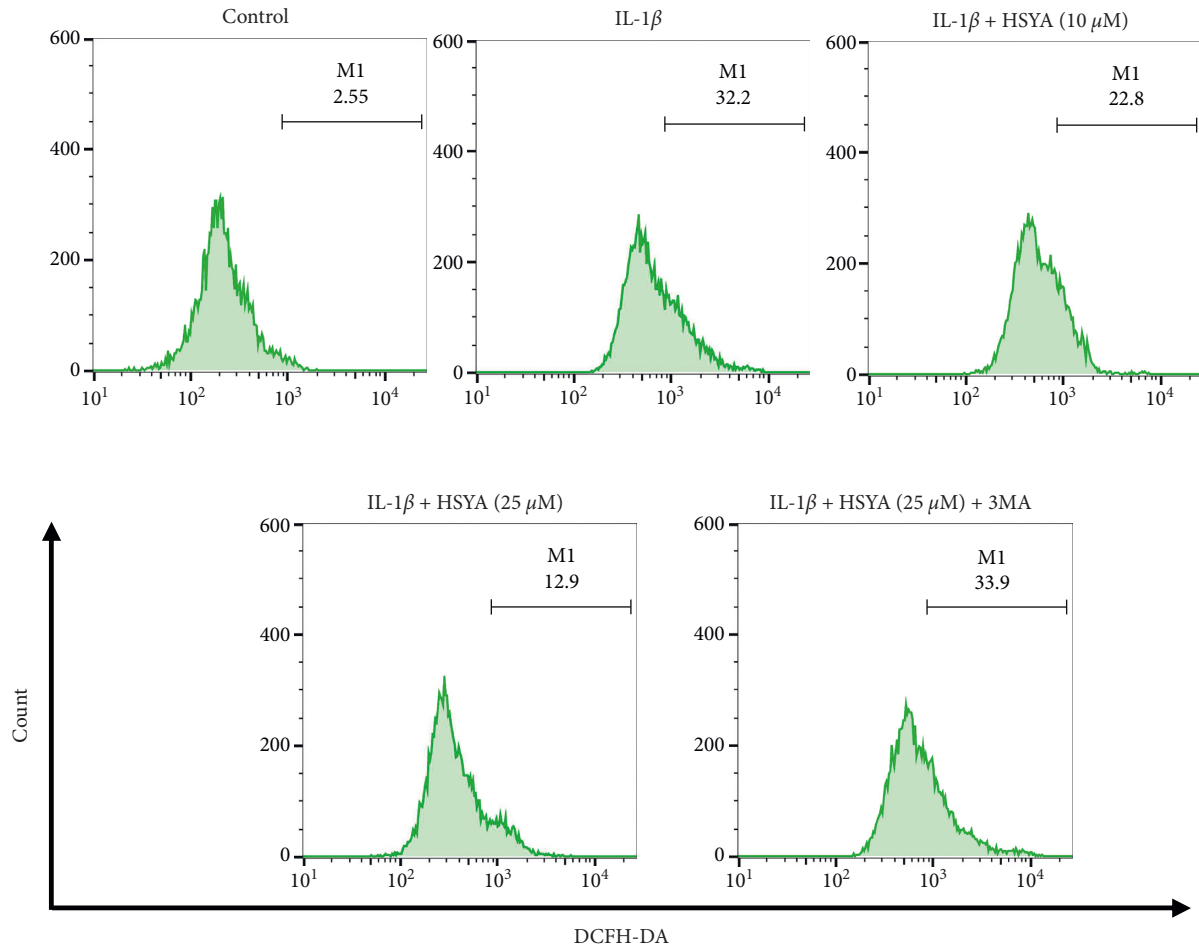 Control
IL-1β
IL-1β + HSYA (10 μM)
600
400
200
0
M1
2.55
10¹ 10² 10³ 10⁴
600
400
200
0
M1
32.2
10¹ 10² 10³ 10⁴
600
400
200
0
M1
22.8
10¹ 10² 10³ 10⁴
IL-1β + HSYA (25 μM)
IL-1β + HSYA (25 μM) + 3MA
600
400
200
0
M1
12.9
10¹ 10² 10³ 10⁴
600
400
200
0
M1
33.9
10¹ 10² 10³ 10⁴
Count
DCFH-DA